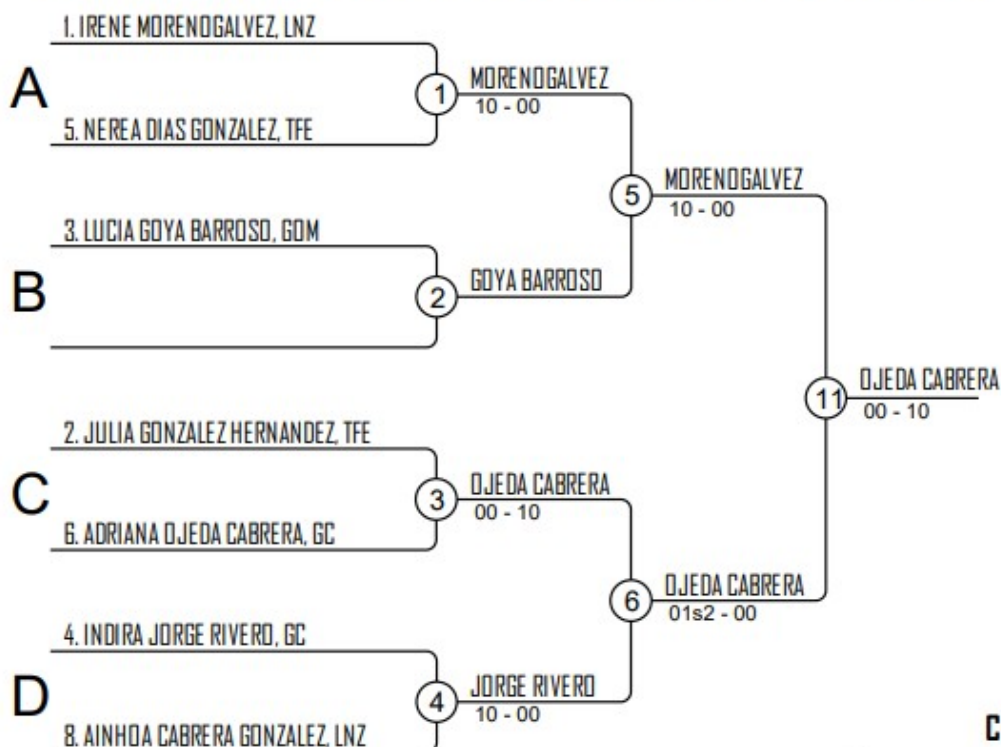 1. IRENE MORENOGALVEZ, LNZ
A
1
MORENOGALVEZ
10 - 00
5. NEREA DIAS GONZALEZ, TFE
5
MORENOGALVEZ
10 - 00
3. LUCIA GOYA BARROSO, GOM
B
2
GOYA BARROSO
11
OJEDA CABRERA
00 - 10
2. JULIA GONZALEZ HERNANDEZ, TFE
C
3
OJEDA CABRERA
00 - 10
6. ADRIANA OJEDA CABRERA, GC
6
OJEDA CABRERA
01s2 - 00
4. INDIRA JORGE RIVERO, GC
D
4
JORGE RIVERO
10 - 00
8. AINHOA CABRERA GONZALEZ, LNZ
C